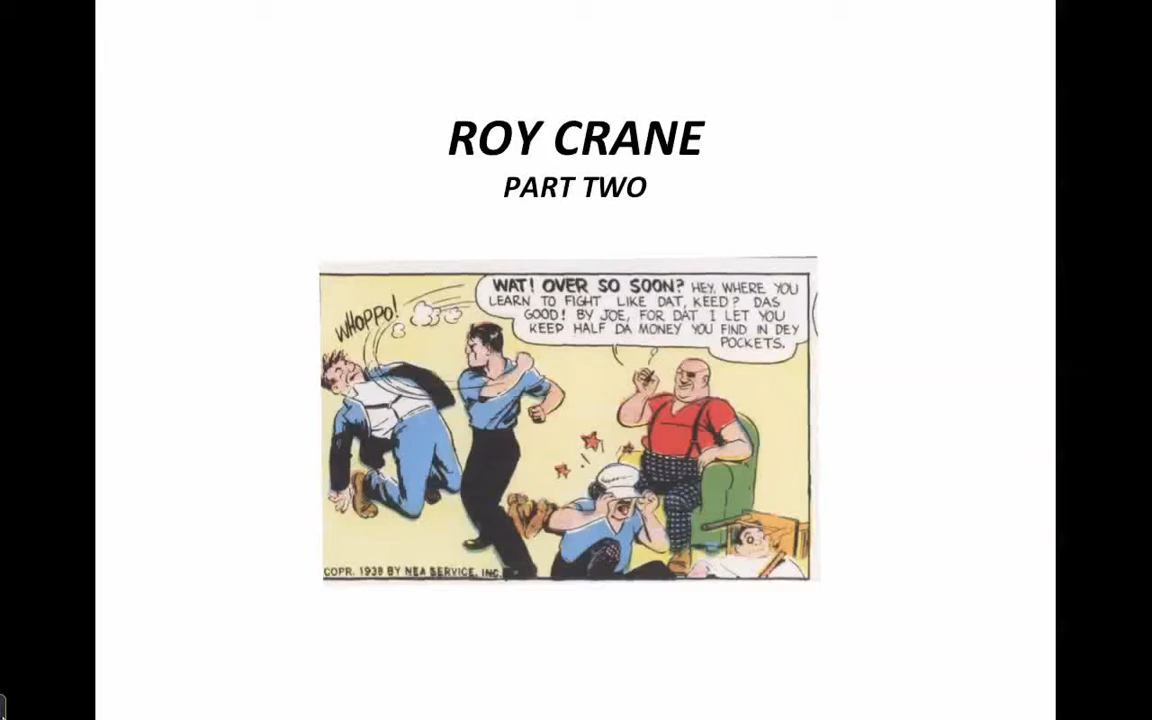 ROY CRANE
PART TWO
WAT! OVER SO SOON? HEY, WHERE YOU
LEARN TO FIGHT LIKE DAT, KEED? DAS
GOOD! BY JOE, FOR DAT I LET YOU
KEEP HALF DA MONEY YOU FIND IN DEY
POCKETS.
WHOPPO!
COPR. 1938 BY NEA SERVICE, INC.